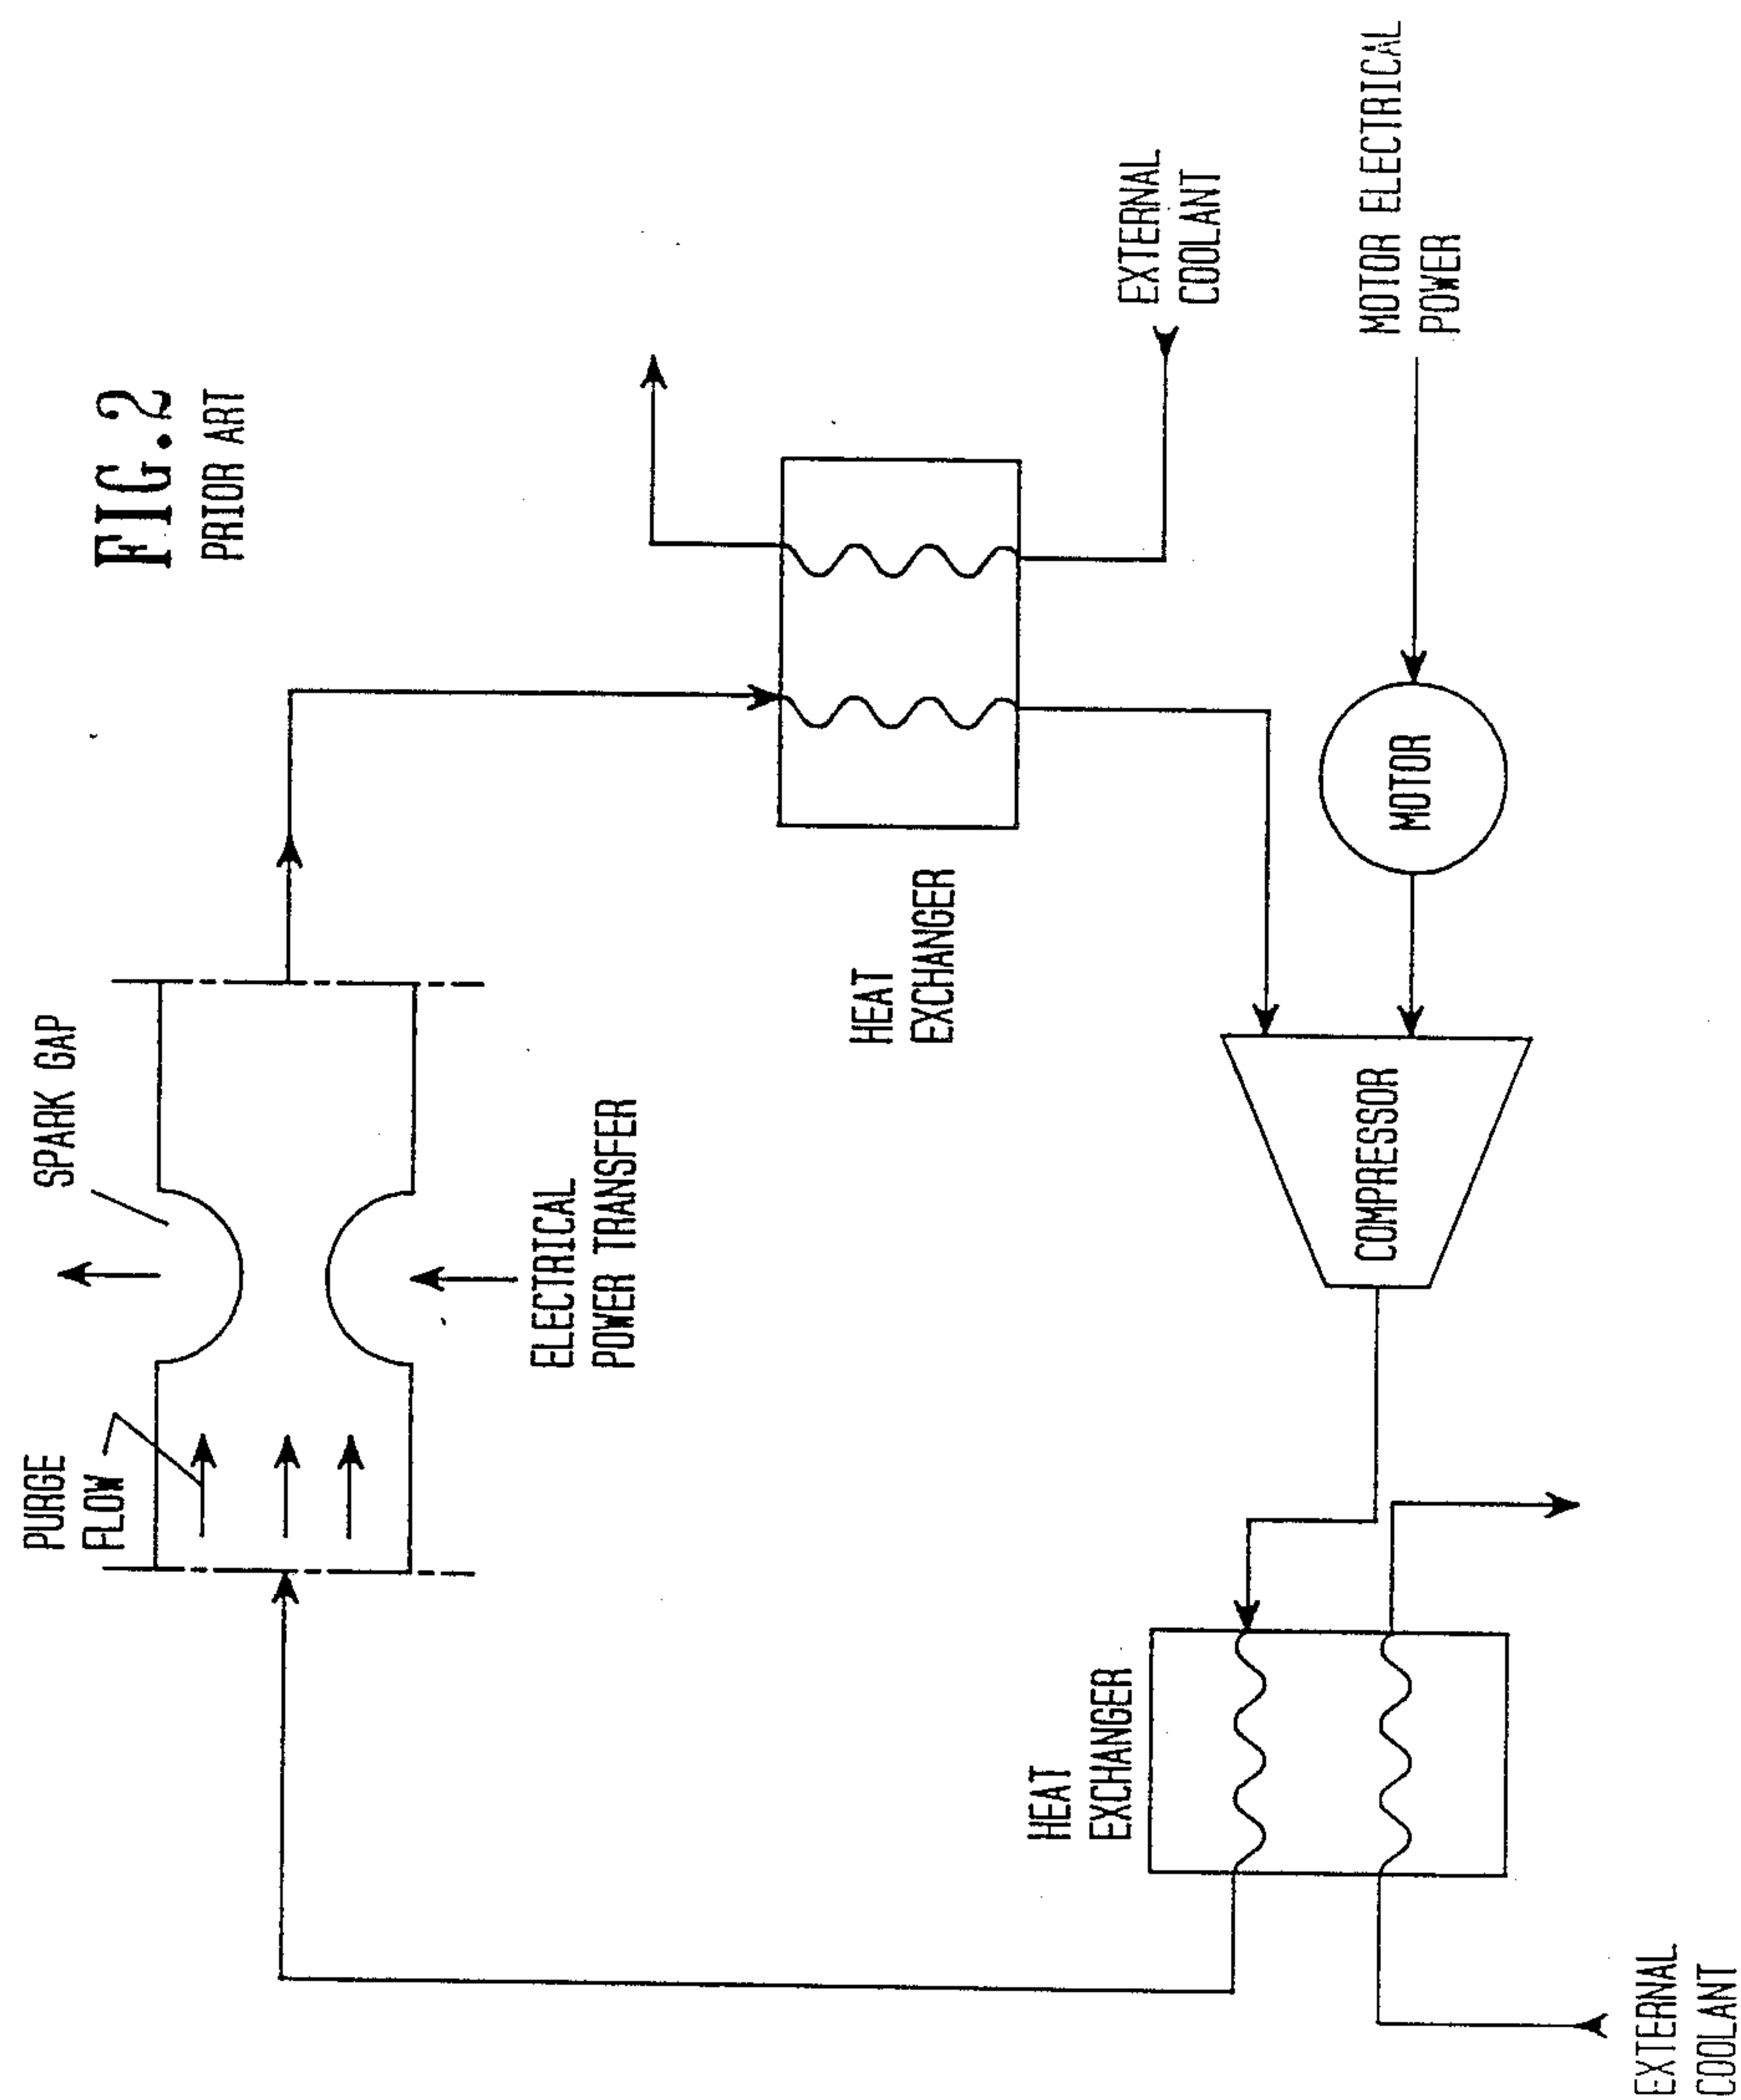 FIG.2
PRIOR ART
SPARK GAP
PURGE
FLOW
ELECTRICAL
POWER TRANSFER
HEAT
EXCHANGER
EXTERNAL
COOLANT
MOTOR ELECTRICAL
POWER
MOTOR
COMPRESSOR
HEAT
EXCHANGER
EXTERNAL
COOLANT